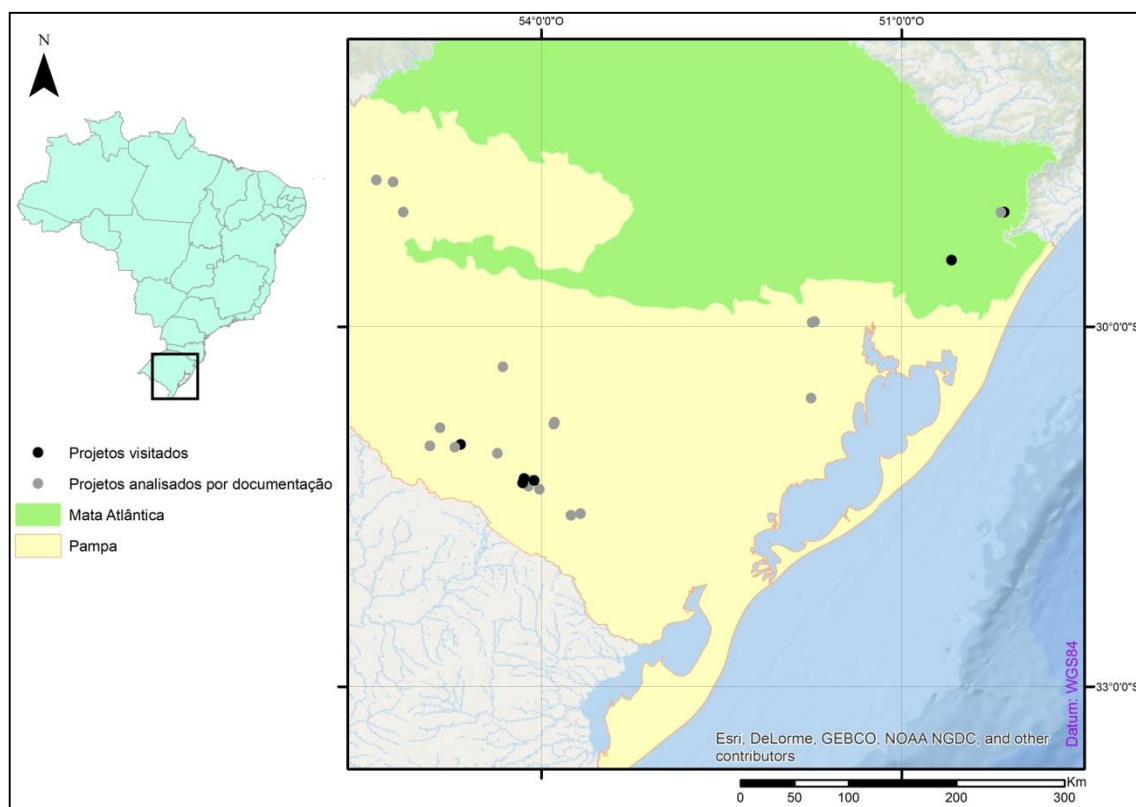 N
Projetos visitados
Projetos analisados por documentação
Mata Atlântica
Pampa
54°0'0"O
51°0'0"O
30°0'0"S
33°0'0"S
Datum: WGS84
Esri, DeLorme, GEBCO, NOAA NGDC, and other
contributors
Km
0 50 100 200 300